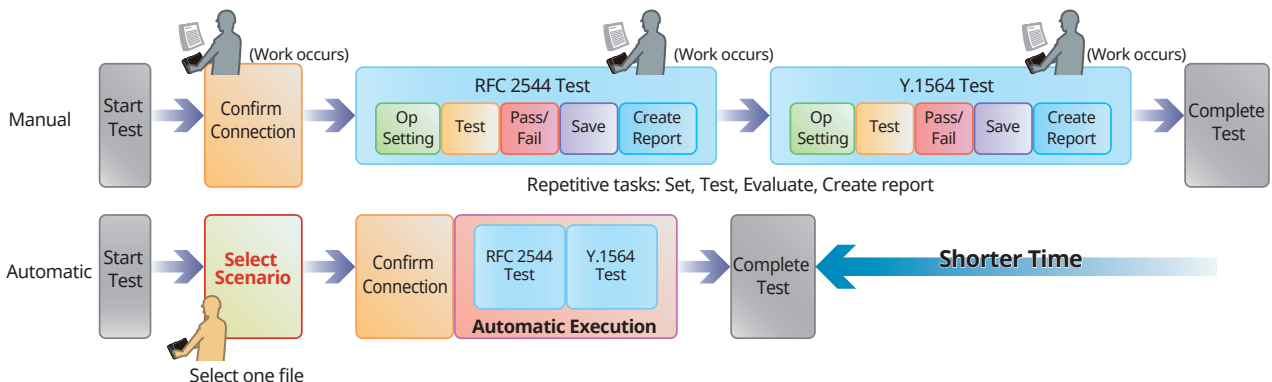 (Work occurs)
(Work occurs)
(Work occurs)
Manual
Start
Test
Confirm
Connection
RFC 2544 Test
Op
Setting
Test
Pass/
Fail
Save
Create
Report
Y.1564 Test
Op
Setting
Test
Pass/
Fail
Save
Create
Report
Complete
Test
Repetitive tasks: Set, Test, Evaluate, Create report
Automatic
Start
Test
Select
Scenario
Confirm
Connection
RFC 2544
Test
Y.1564
Test
Automatic Execution
Complete
Test
Shorter Time
Select one file